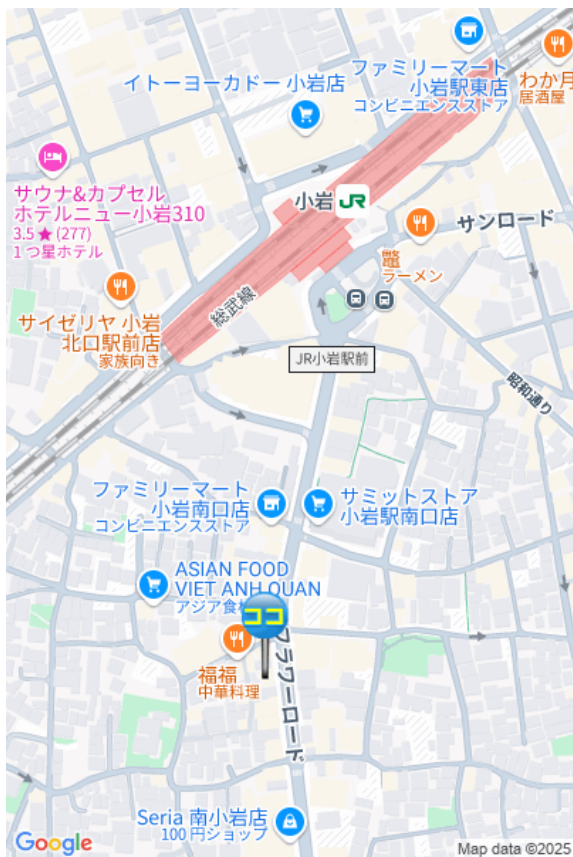 ファミリーマート
小岩駅東店
コンビニエンスストア
わか月
居酒屋
イトーヨーカドー 小岩店
サウナ&カプセル
ホテルニュー小岩310
3.5★(277)
1 つ星ホテル
小岩
JR
サンロード
ラーメン
総武線
サイゼリヤ 小岩
北口駅前店
家族向き
JR小岩駅前
昭和通り
ファミリーマート
小岩南口店
コンビニエンスストア
サミットストア
小岩駅南口店
ASIAN FOOD
VIET ANH QUAN
アジア食
ココ
フラワーロード
福福
中華料理
Seria 南小岩店
100 円ショップ
Google
Map data ©2025